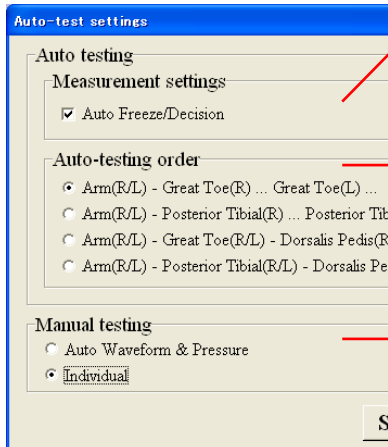 Auto-test settings
Auto testing
Measurement settings
Auto Freeze/Decision
Auto-testing order
Arm(R/L) - Great Toe(R) ... Great Toe(L) ...
Arm(R/L) - Posterior Tibial(R) ... Posterior Tib
Arm(R/L) - Great Toe(R/L) - Dorsalis Pedis(R
Arm(R/L) - Posterior Tibial(R/L) - Dorsalis Pe
Manual testing
Auto Waveform & Pressure
Individual
S